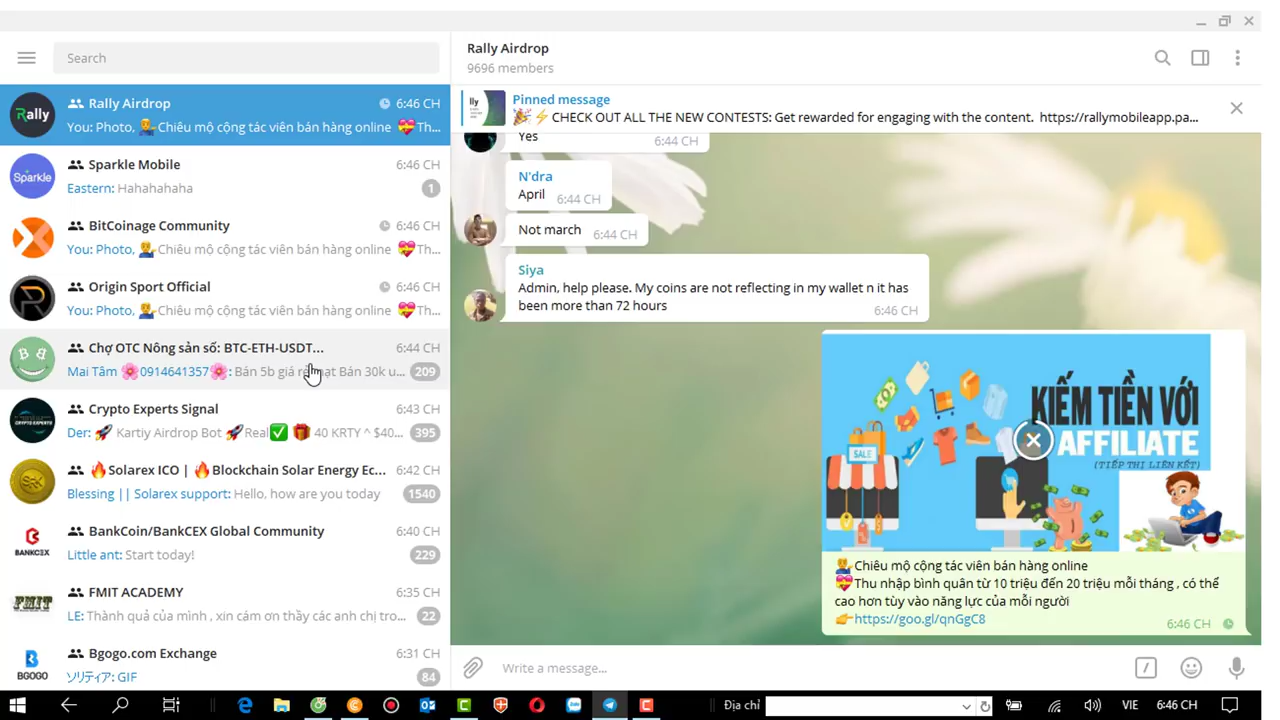 Search
Rally Airdrop
6:46 CH
You: Photo, Chiêu mộ cộng tác viên bán hàng online Th...
Sparkle Mobile
6:46 CH
Eastern: Hahahahaha
1
BitCoinage Community
6:46 CH
You: Photo, Chiêu mộ cộng tác viên bán hàng online Th...
Origin Sport Official
6:46 CH
You: Photo, Chiêu mộ cộng tác viên bán hàng online Th...
Chợ OTC Nông sản số: BTC-ETH-USDT...
6:44 CH
Mai Tâm 🌸0914641357🌸: Bán 5b giá Bán 30k u...
209
Crypto Experts Signal
6:43 CH
Der: 🚀 Kartiy Airdrop Bot 🚀Real✅ 🎁 40 KRTY ^ $40...
395
🔥Solarex ICO | 🔥Blockchain Solar Energy Ec...
6:42 CH
Blessing || Solarex support: Hello, how are you today
1540
BankCoin/BankCEX Global Community
6:40 CH
Little ant: Start today!
229
FMIT ACADEMY
6:35 CH
LE: Thành quả của mình , xin cám ơn thầy các anh chị tro...
22
Bgogo.com Exchange
6:31 CH
ソリティア: GIF
84
Rally
Sparkle
CRYPTO EXPERTS
BANKCEX
FMIT
BGOGO
Rally Airdrop
9696 members
lly
Pinned message
🎉⚡CHECK OUT ALL THE NEW CONTESTS: Get rewarded for engaging with the content. https://rallymobileapp.pa...
Yes
6:44 CH
N'dra
April
6:44 CH
Not march
6:44 CH
Siya
Admin, help please. My coins are not reflecting in my wallet n it has
been more than 72 hours
6:46 CH
SALE
KIẾM TIỀN VỚI
AFFILIATE
(TIẾP THỊ LIÊN KẾT)
Chiêu mộ cộng tác viên bán hàng online
💝Thu nhập bình quân từ 10 triệu đến 20 triệu mỗi tháng , có thể
cao hơn tùy vào năng lực của mỗi người
👉https://goo.gl/qnGgC8
6:46 CH
Write a message...
Địa chỉ
VIE
6:46 CH